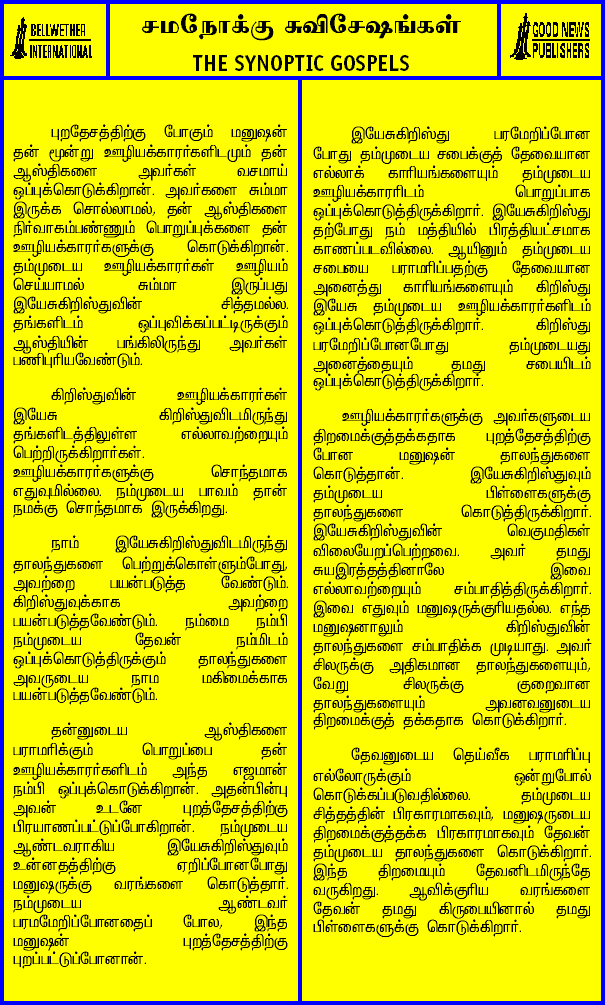 BELLWETHER
INTERNATIONAL
சமநோக்கு சுவிசேஷங்கள்
THE SYNOPTIC GOSPELS
GOOD NEWS
PUBLISHERS
புறதேசத்திற்கு போகும் மனுஷன்
தன் மூன்று ஊழியக்காரர்களிடமும் தன்
ஆஸ்திகளை அவர்கள் வசமாய்
ஒப்புக்கொடுக்கிறான். அவர்களை சும்மா
இருக்க சொல்லாமல், தன் ஆஸ்திகளை
நிர்வாகம்பண்ணும் பொறுப்புக்களை தன்
ஊழியக்காரர்களுக்கு கொடுக்கிறான்.
தம்முடைய ஊழியக்காரர்கள் ஊழியம்
செய்யாமல் சும்மா இருப்பது
இயேசுகிறிஸ்துவின் சித்தமல்ல.
தங்களிடம் ஒப்புவிக்கப்பட்டிருக்கும்
ஆஸ்தியின் பங்கிலிருந்து அவர்கள்
பணிபுரியவேண்டும்.
கிறிஸ்துவின் ஊழியக்காரர்கள்
இயேசு கிறிஸ்துவிடமிருந்து
தங்களிடத்திலுள்ள எல்லாவற்றையும்
பெற்றிருக்கிறார்கள்.
ஊழியக்காரர்களுக்கு சொந்தமாக
எதுவுமில்லை. நம்முடைய பாவம் தான்
நமக்கு சொந்தமாக இருக்கிறது.
நாம் இயேசுகிறிஸ்துவிடமிருந்து
தாலந்துகளை பெற்றுக்கொள்ளும்போது,
அவற்றை பயன்படுத்த வேண்டும்.
கிறிஸ்துவுக்காக அவற்றை
பயன்படுத்தவேண்டும். நம்மை நம்பி
நம்முடைய தேவன் நம்மிடம்
ஒப்புக்கொடுத்திருக்கும் தாலந்துகளை
அவருடைய நாம மகிமைக்காக
பயன்படுத்தவேண்டும்.
தன்னுடைய ஆஸ்திகளை
பராமரிக்கும் பொறுப்பை தன்
ஊழியக்காரர்களிடம் அந்த எஜமான்
நம்பி ஒப்புக்கொடுக்கிறான். அதன்பின்பு
அவன் உடனே புறத்தேசத்திற்கு
பிரயாணப்பட்டுப்போகிறான். நம்முடைய
ஆண்டவராகிய இயேசுகிறிஸ்துவும்
உன்னதத்திற்கு ஏறிப்போனபோது
மனுஷருக்கு வரங்களை கொடுத்தார்.
நம்முடைய ஆண்டவர்
பரமமேறிப்போனதைப் போல, இந்த
மனுஷன் புறத்தேசத்திற்கு
புறப்பட்டுப்போனான்.
இயேசுகிறிஸ்து பரமேறிப்போன
போது தம்முடைய சபைக்குத் தேவையான
எல்லாக் காரியங்களையும் தம்முடைய
ஊழியக்காரரிடம் பொறுப்பாக
ஒப்புக்கொடுத்திருக்கிறார். இயேசுகிறிஸ்து
தற்போது நம் மத்தியில் பிரத்தியட்சமாக
காணப்படவில்லை. ஆயினும் தம்முடைய
சபையை பராமரிப்பதற்கு தேவையான
அனைத்து காரியங்களையும் கிறிஸ்து
இயேசு தம்முடைய ஊழியக்காரர்களிடம்
ஒப்புக்கொடுத்திருக்கிறார். கிறிஸ்து
பரமேறிப்போனபோது தம்முடையது
அனைத்தையும் தமது சபையிடம்
ஒப்புக்கொடுத்திருக்கிறார்.
ஊழியக்காரர்களுக்கு அவர்களுடைய
திறமைக்குத்தக்கதாக புறத்தேசத்திற்கு
போன மனுஷன் தாலந்துகளை
கொடுத்தான். இயேசுகிறிஸ்துவும்
தம்முடைய பிள்ளைகளுக்கு
தாலந்துகளை கொடுத்திருக்கிறார்.
இயேசுகிறிஸ்துவின் வெகுமதிகள்
விலையேறப்பெற்றவை. அவர் தமது
சுயஇரத்தத்தினாலே இவை
எல்லாவற்றையும் சம்பாதித்திருக்கிறார்.
இவை எதுவும் மனுஷருக்குரியதல்ல. எந்த
மனுஷனாலும் கிறிஸ்துவின்
தாலந்துகளை சம்பாதிக்க முடியாது. அவர்
சிலருக்கு அதிகமான தாலந்துகளையும்,
வேறு சிலருக்கு குறைவான
தாலந்துகளையும் அவனவனுடைய
திறமைக்குத் தக்கதாக கொடுக்கிறார்.
தேவனுடைய தெய்வீக பராமரிப்பு
எல்லோருக்கும் ஒன்றுபோல்
கொடுக்கப்படுவதில்லை. தம்முடைய
சித்தத்தின் பிரகாரமாகவும், மனுஷருடைய
திறமைக்குத்தக்க பிரகாரமாகவும் தேவன்
தம்முடைய தாலந்துகளை கொடுக்கிறார்.
இந்த திறமையும் தேவனிடமிருந்தே
வருகிறது. ஆவிக்குரிய வரங்களை
தேவன் தமது கிருபையினால் தமது
பிள்ளைகளுக்கு கொடுக்கிறார்.